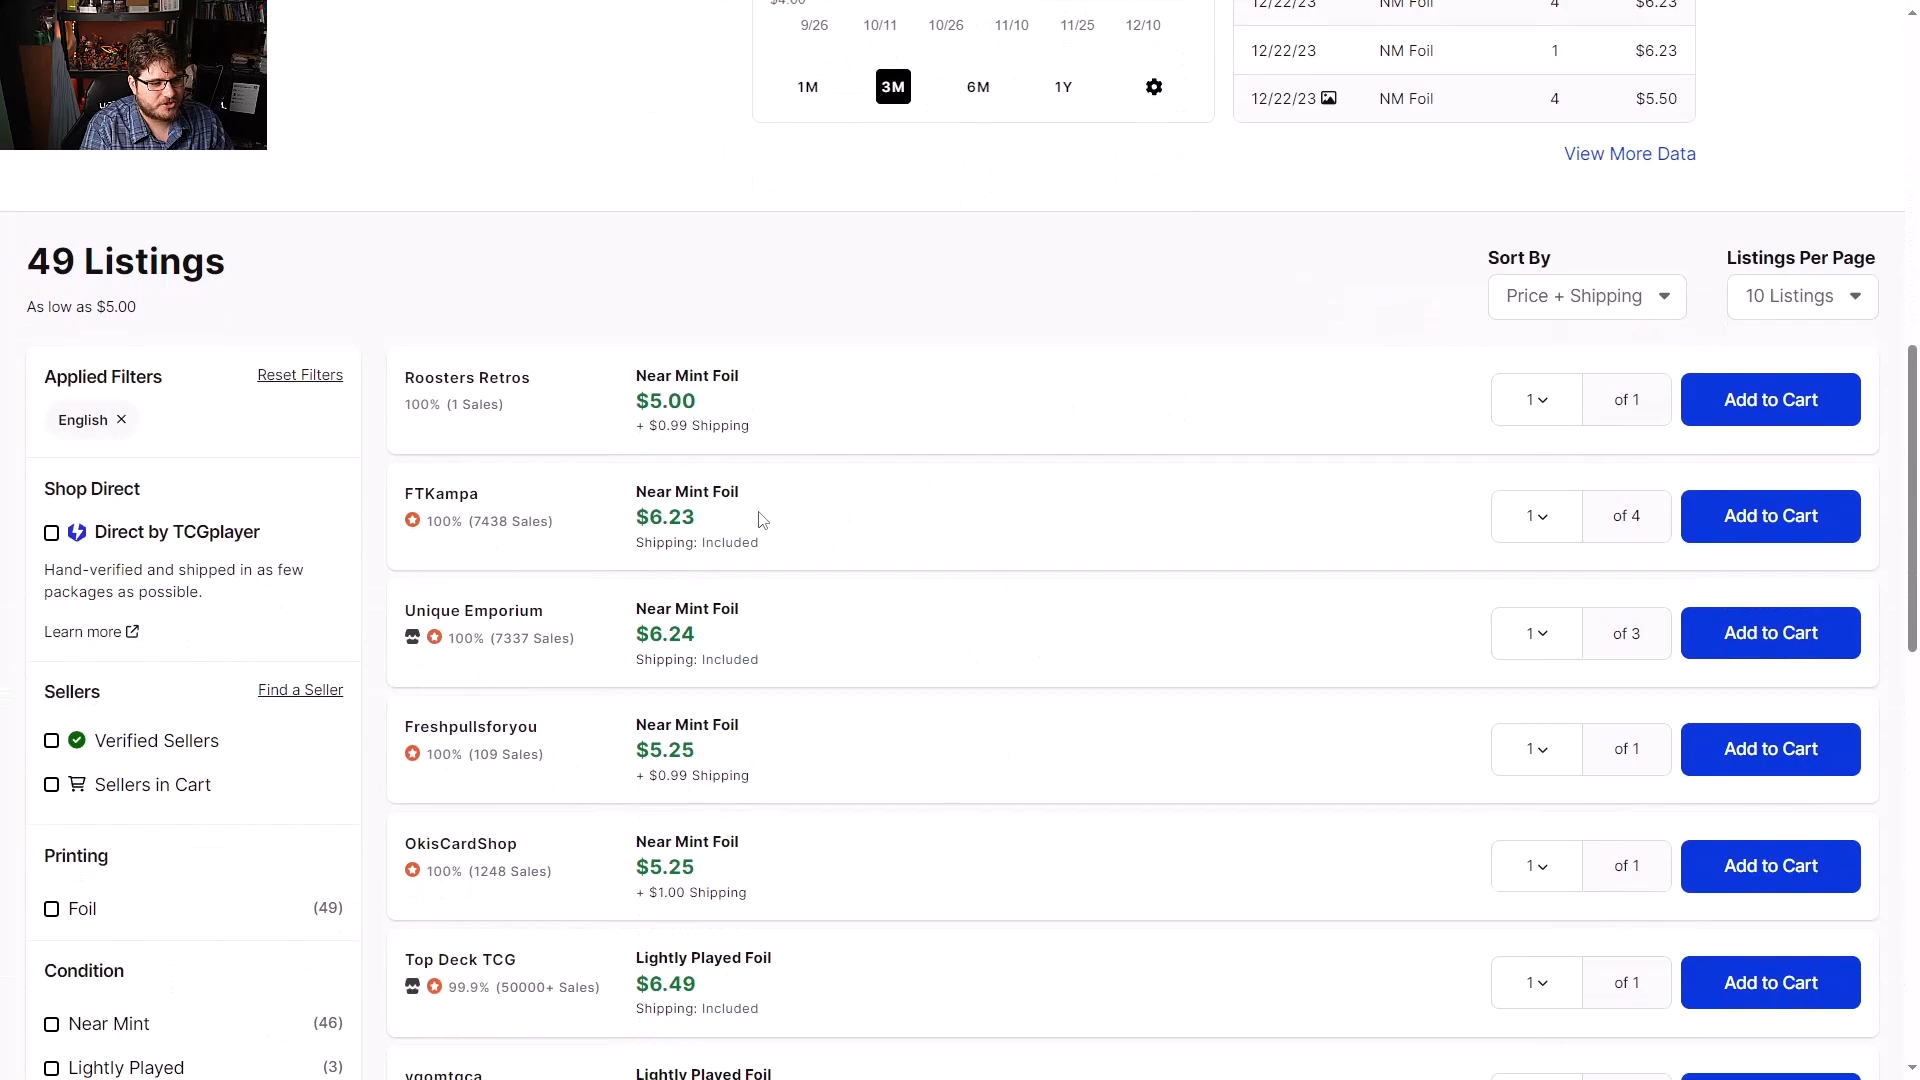 $4.00
9/26 10/11 10/26 11/10 11/25 12/10
1M 3M 6M 1Y
12/22/23 NM Foil 4 $6.23
12/22/23 NM Foil 1 $6.23
12/22/23 NM Foil 4 $5.50
View More Data
49 Listings
As low as $5.00
Sort By
Price + Shipping
Listings Per Page
10 Listings
Applied Filters Reset Filters
English
Shop Direct
Direct by TCGplayer
Hand-verified and shipped in as few
packages as possible.
Learn more
Sellers Find a Seller
Verified Sellers
Sellers in Cart
Printing
Foil (49)
Condition
Near Mint (46)
Lightly Played (3)
Roosters Retros
100% (1 Sales)
Near Mint Foil
$5.00
+ $0.99 Shipping
1 of 1 Add to Cart
FTKampa
100% (7438 Sales)
Near Mint Foil
$6.23
Shipping: Included
1 of 4 Add to Cart
Unique Emporium
100% (7337 Sales)
Near Mint Foil
$6.24
Shipping: Included
1 of 3 Add to Cart
Freshpullsforyou
100% (109 Sales)
Near Mint Foil
$5.25
+ $0.99 Shipping
1 of 1 Add to Cart
OkisCardShop
100% (1248 Sales)
Near Mint Foil
$5.25
+ $1.00 Shipping
1 of 1 Add to Cart
Top Deck TCG
99.9% (50000+ Sales)
Lightly Played Foil
$6.49
Shipping: Included
1 of 1 Add to Cart
Lightly Played Foil